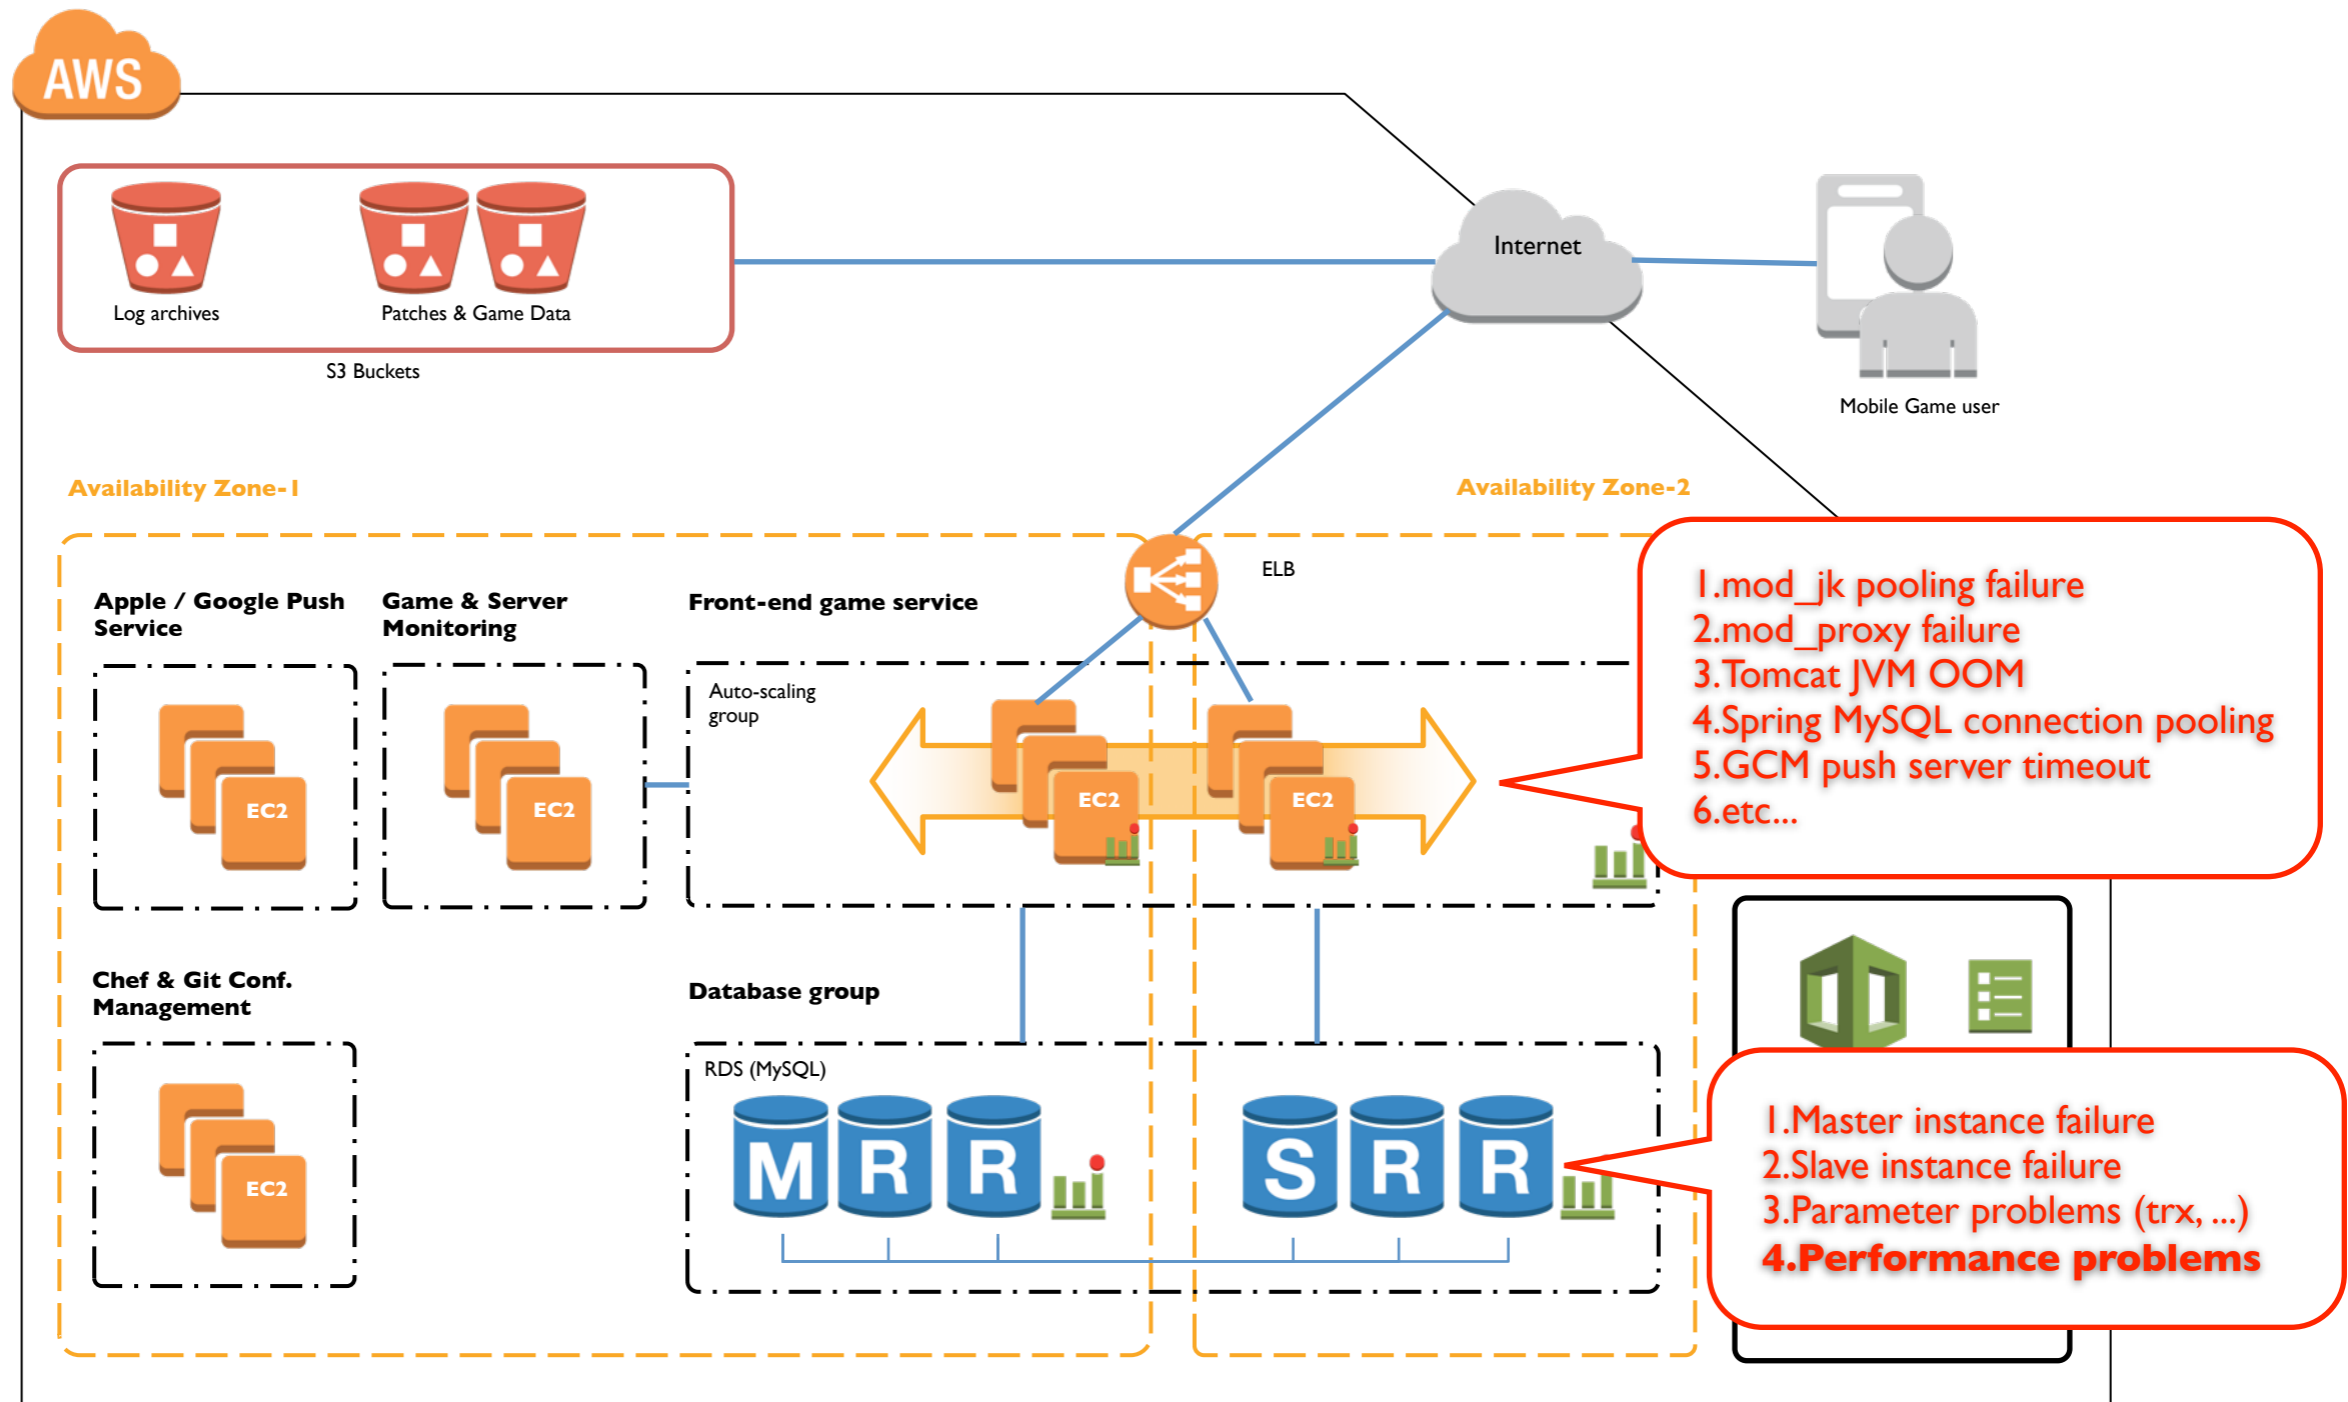 AWS
Internet
Log archives
Patches & Game Data
S3 Buckets
Mobile Game user
Availability Zone-1
Availability Zone-2
ELB
Apple / Google Push
Service
Game & Server
Monitoring
Front-end game service
Auto-scaling
group
EC2
EC2
EC2
EC2
1.mod_jk pooling failure
2.mod_proxy failure
3.Tomcat JVM OOM
4.Spring MySQL connection pooling
5.GCM push server timeout
6.etc...
Chef & Git Conf.
Management
EC2
Database group
RDS (MySQL)
M
R
R
S
R
R
1.Master instance failure
2.Slave instance failure
3.Parameter problems (trx, ...)
4.Performance problems